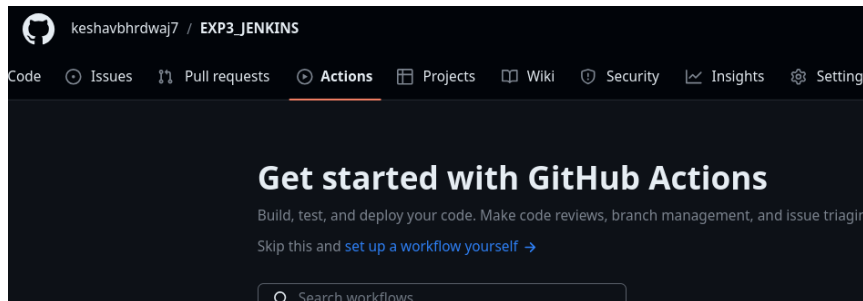 keshavbhrdwaj7 / EXP3_JENKINS
Code Issues Pull requests Actions Projects Wiki Security Insights Setting
Get started with GitHub Actions
Build, test, and deploy your code. Make code reviews, branch management, and issue triagin
Skip this and set up a workflow yourself →
Search workflows